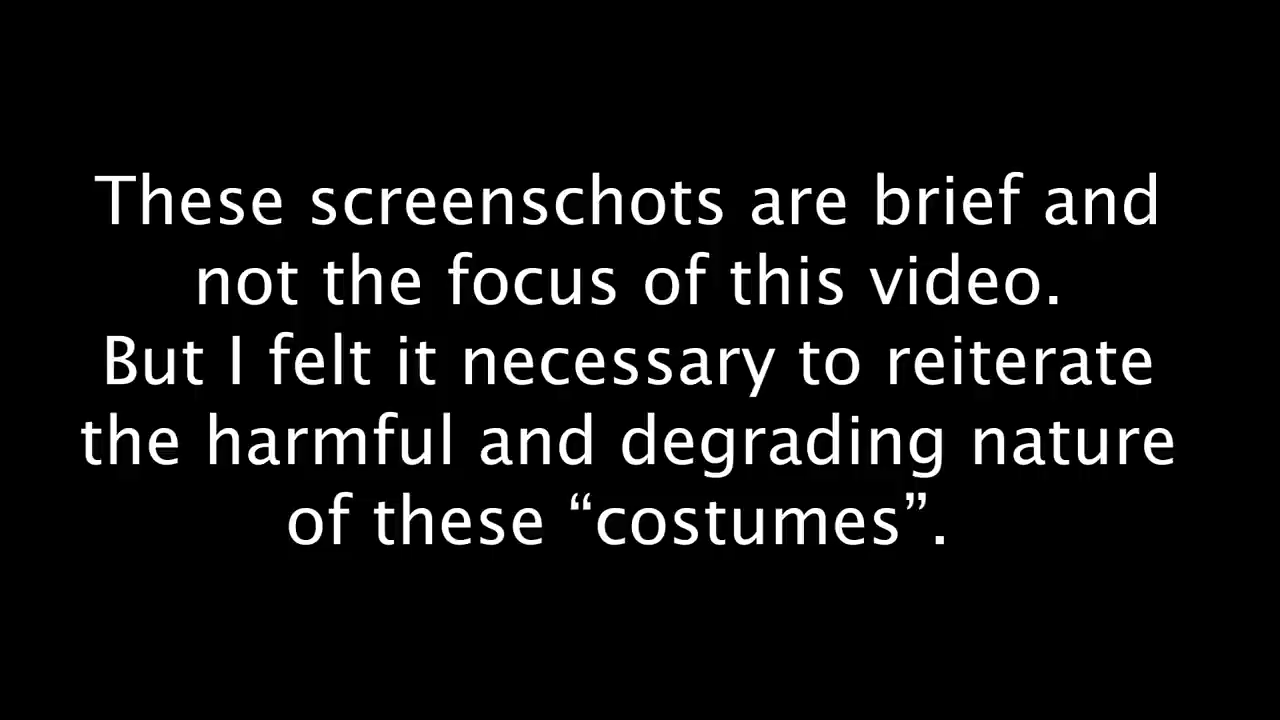 These screenschots are brief and
not the focus of this video.
But I felt it necessary to reiterate
the harmful and degrading nature
of these “costumes”.